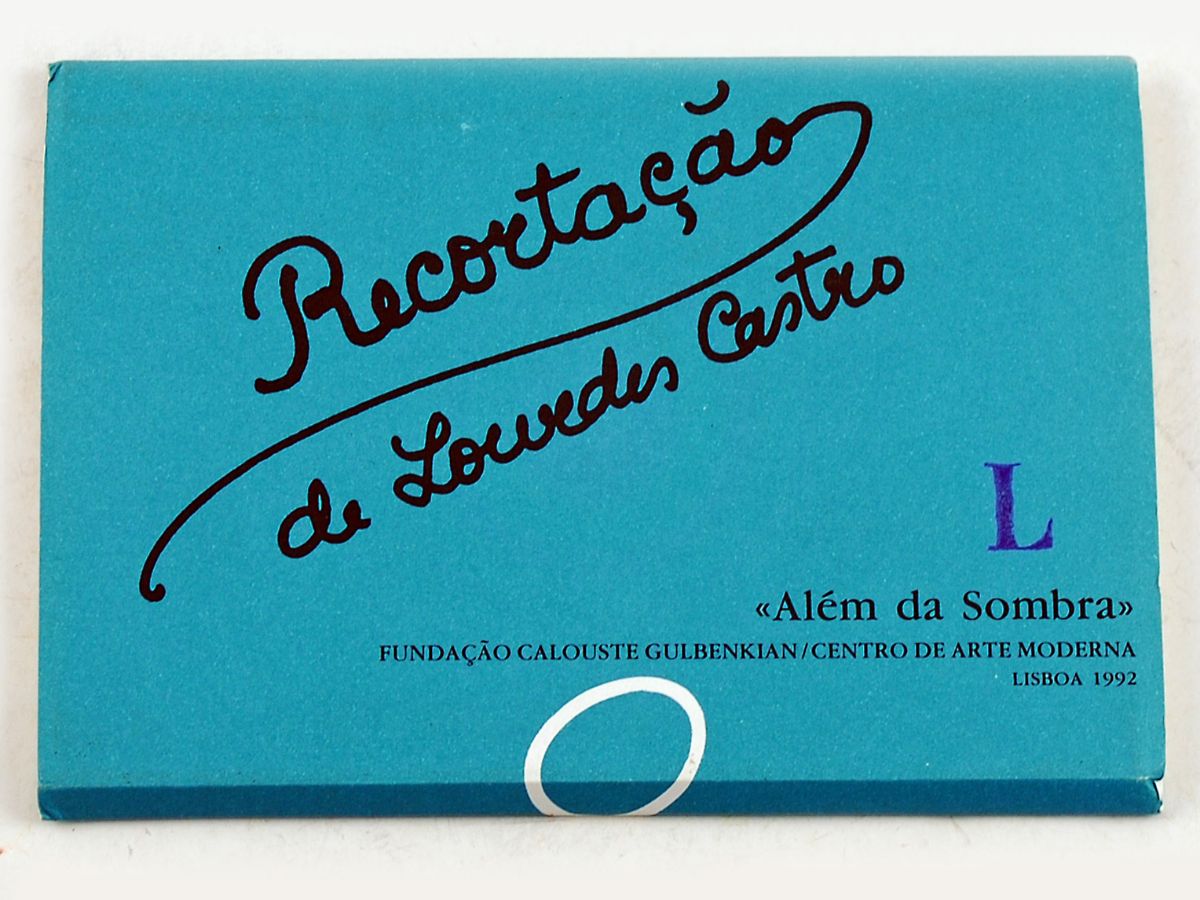 Recortação
de Lourdes Castro
L
«Além da Sombra»
FUNDAÇÃO CALOUSTE GULBENKIAN/CENTRO DE ARTE MODERNA
LISBOA 1992